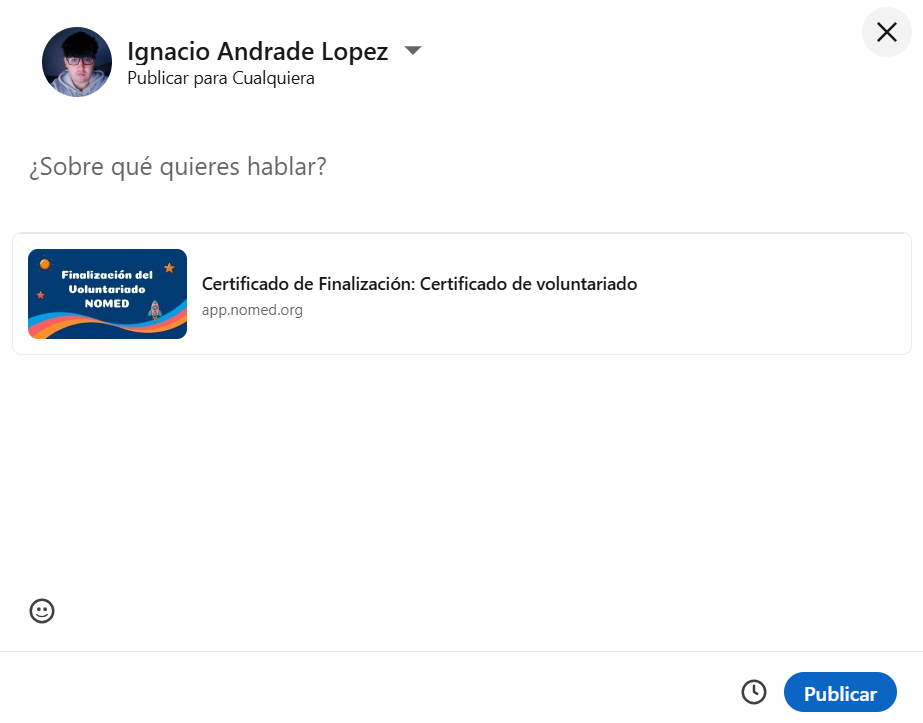 Ignacio Andrade Lopez
Publicar para Cualquiera
¿Sobre qué quieres hablar?
Finalización del
Voluntariado
NOMED
Certificado de Finalización: Certificado de voluntariado
app.nomed.org
Publicar